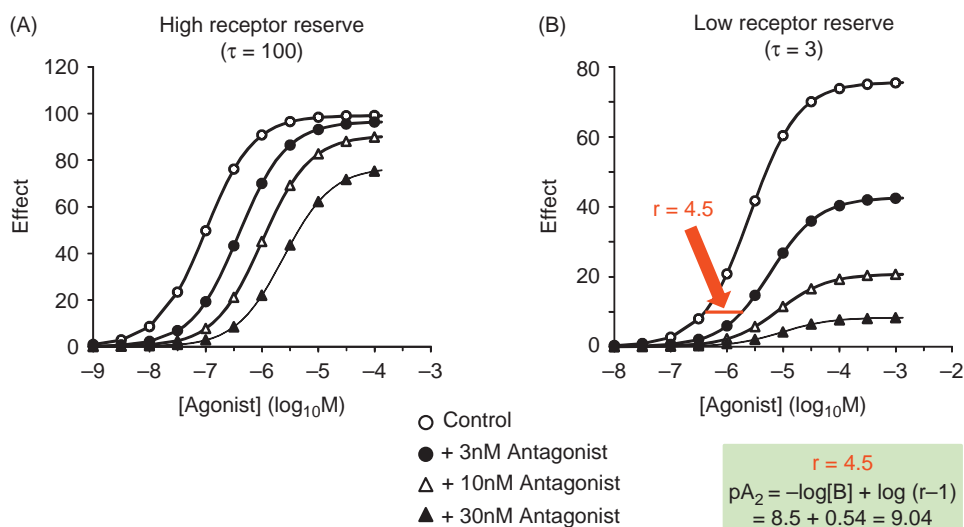 (A) High receptor reserve
(τ = 100)
120
100
80
60
40
20
0
Effect
–9 –8 –7 –6 –5 –4 –3
[Agonist] (log₁₀M)
(B) Low receptor reserve
(τ = 3)
80
60
40
20
0
Effect
r = 4.5
–8 –7 –6 –5 –4 –3 –2
[Agonist] (log₁₀M)
Control
+ 3nM Antagonist
+ 10nM Antagonist
+ 30nM Antagonist
r = 4.5
pA₂ = –log[B] + log (r–1)
= 8.5 + 0.54 = 9.04